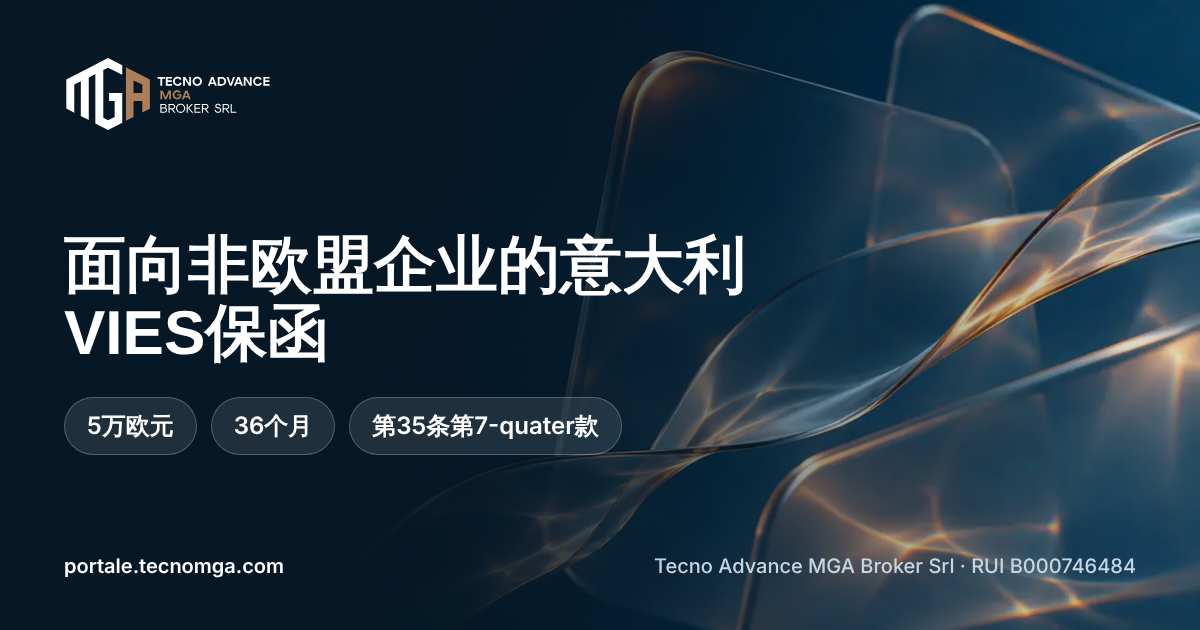 MGA
TECNO ADVANCE
MGA
BROKER SRL
面向非欧盟企业的意大利
VIES保函
5万欧元
36个月
第35条第7-quater款
portale.tecnomga.com
Tecno Advance MGA Broker Srl · RUI B000746484